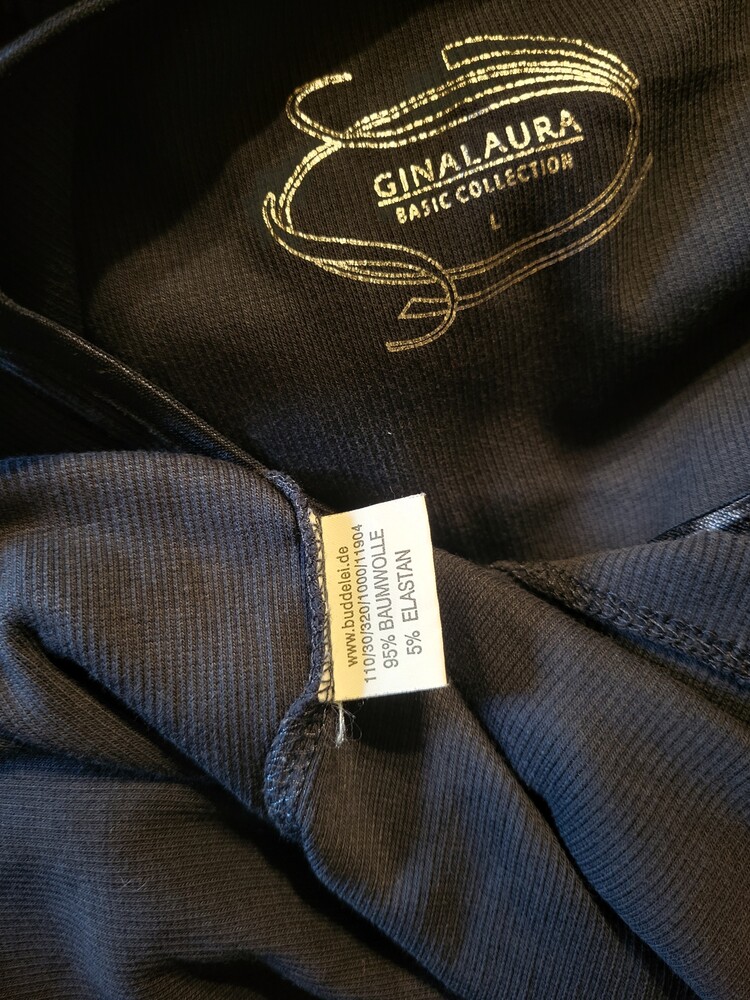 GINALAURA
BASIC COLLECTION
L
www.buddelei.de
110/30/320/1000/11904
95% BAUMWOLLE
5% ELASTAN